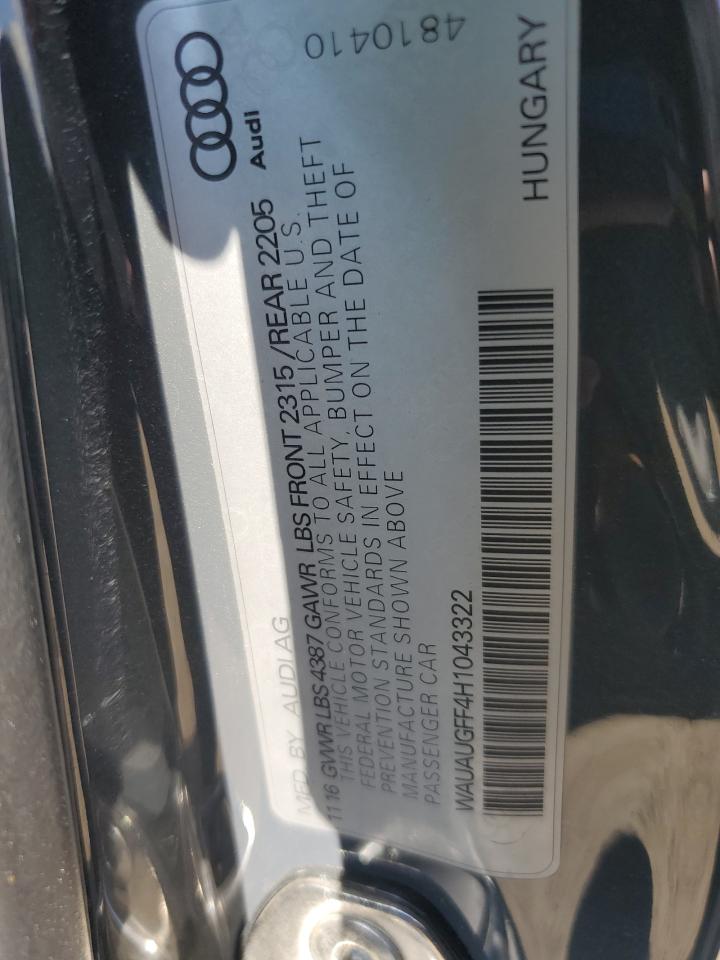 Audi
MFD. BY AUDI AG
11 16 GVWR LBS 4387 GAWR LBS FRONT 2315 /REAR 2205
THIS VEHICLE CONFORMS TO ALL APPLICABLE U.S.
FEDERAL MOTOR VEHICLE SAFETY, BUMPER AND THEFT
PREVENTION STANDARDS IN EFFECT ON THE DATE OF
MANUFACTURE SHOWN ABOVE
PASSENGER CAR
WAUAUGFF4H1043322
HUNGARY
4810410